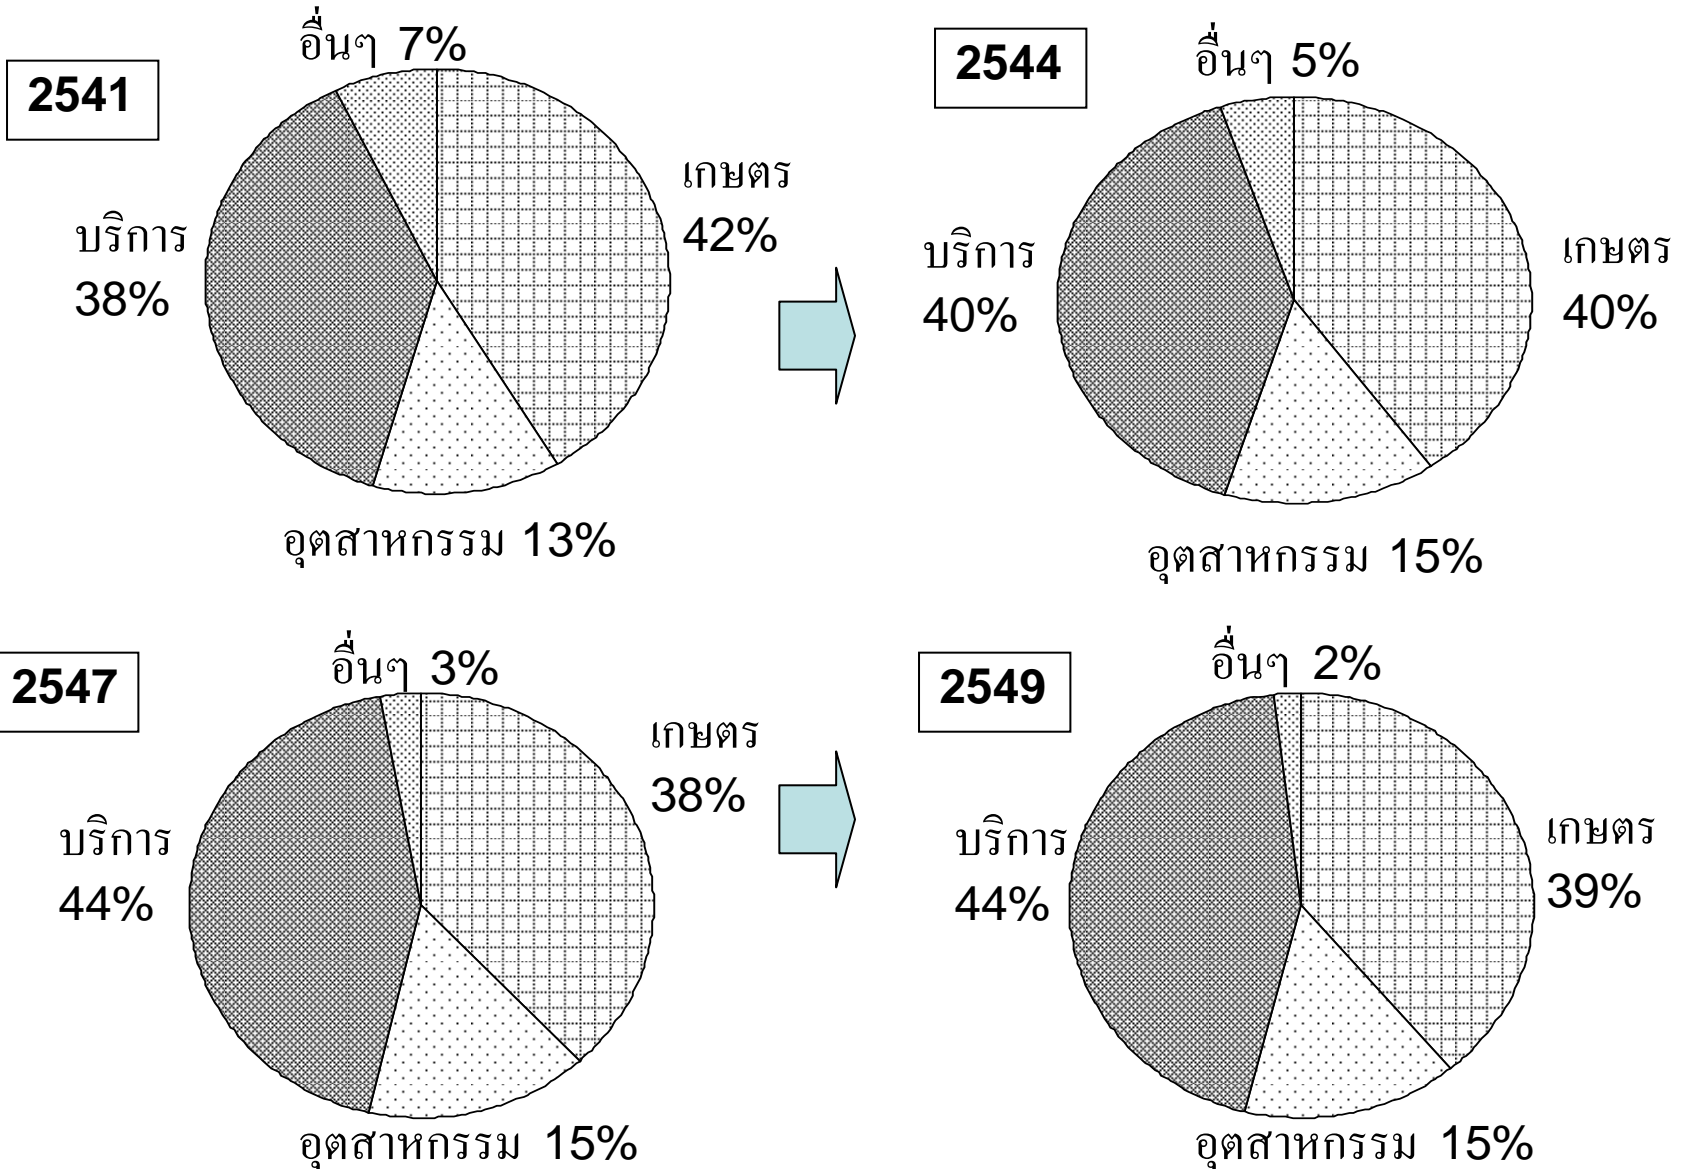 2541
อื่นๆ 7%
เกษตร
42%
บริการ
38%
อุตสาหกรรม 13%
2544
อื่นๆ 5%
เกษตร
40%
บริการ
40%
อุตสาหกรรม 15%
2547
อื่นๆ 3%
เกษตร
38%
บริการ
44%
อุตสาหกรรม 15%
2549
อื่นๆ 2%
เกษตร
39%
บริการ
44%
อุตสาหกรรม 15%